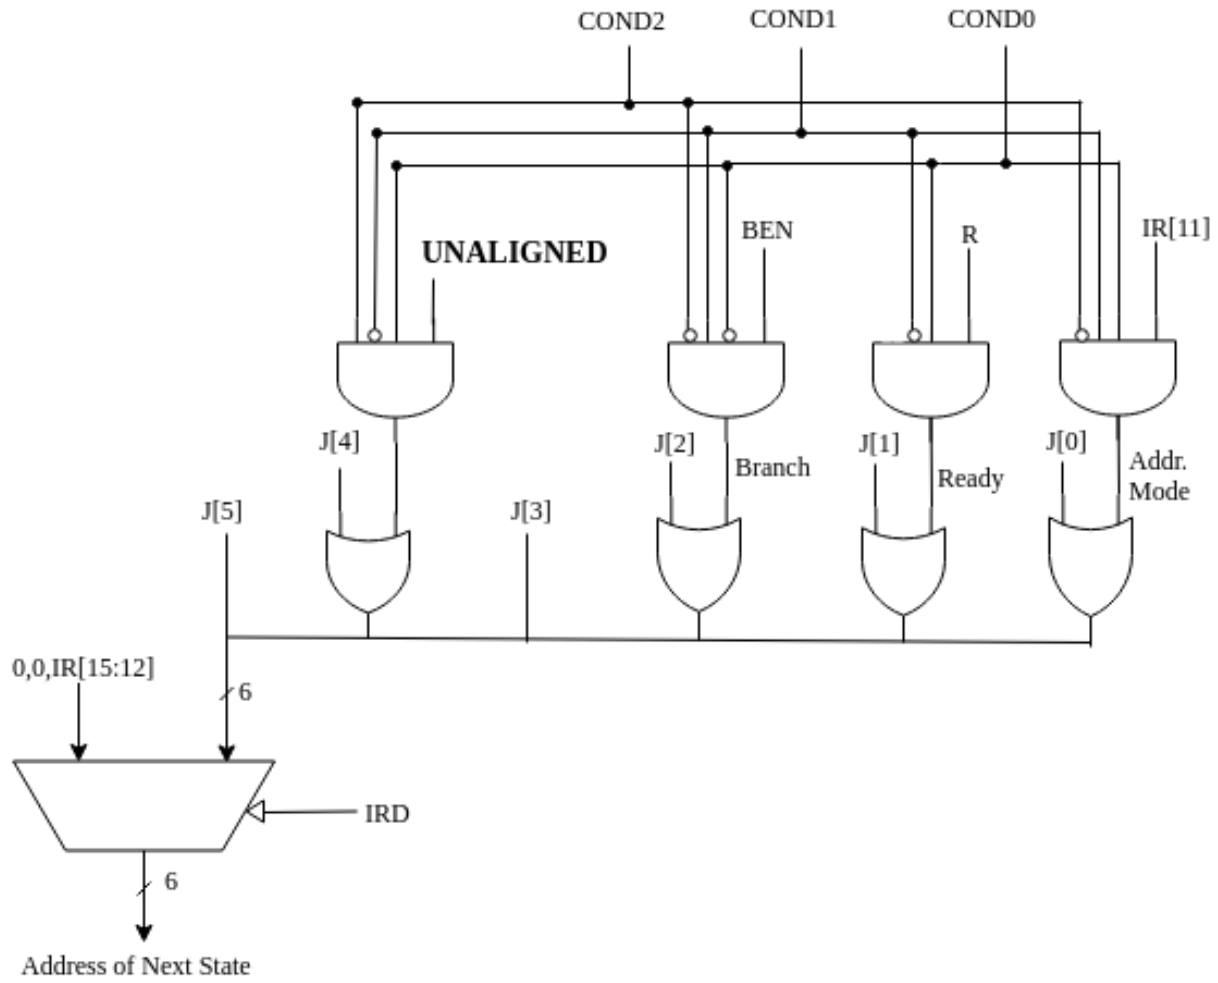 COND2
COND1
COND0
BEN
R
IR[11]
UNALIGNED
J[4]
J[2]
Branch
J[1]
Ready
J[0]
Addr.
Mode
J[5]
J[3]
0,0,IR[15:12]
6
IRD
6
Address of Next State